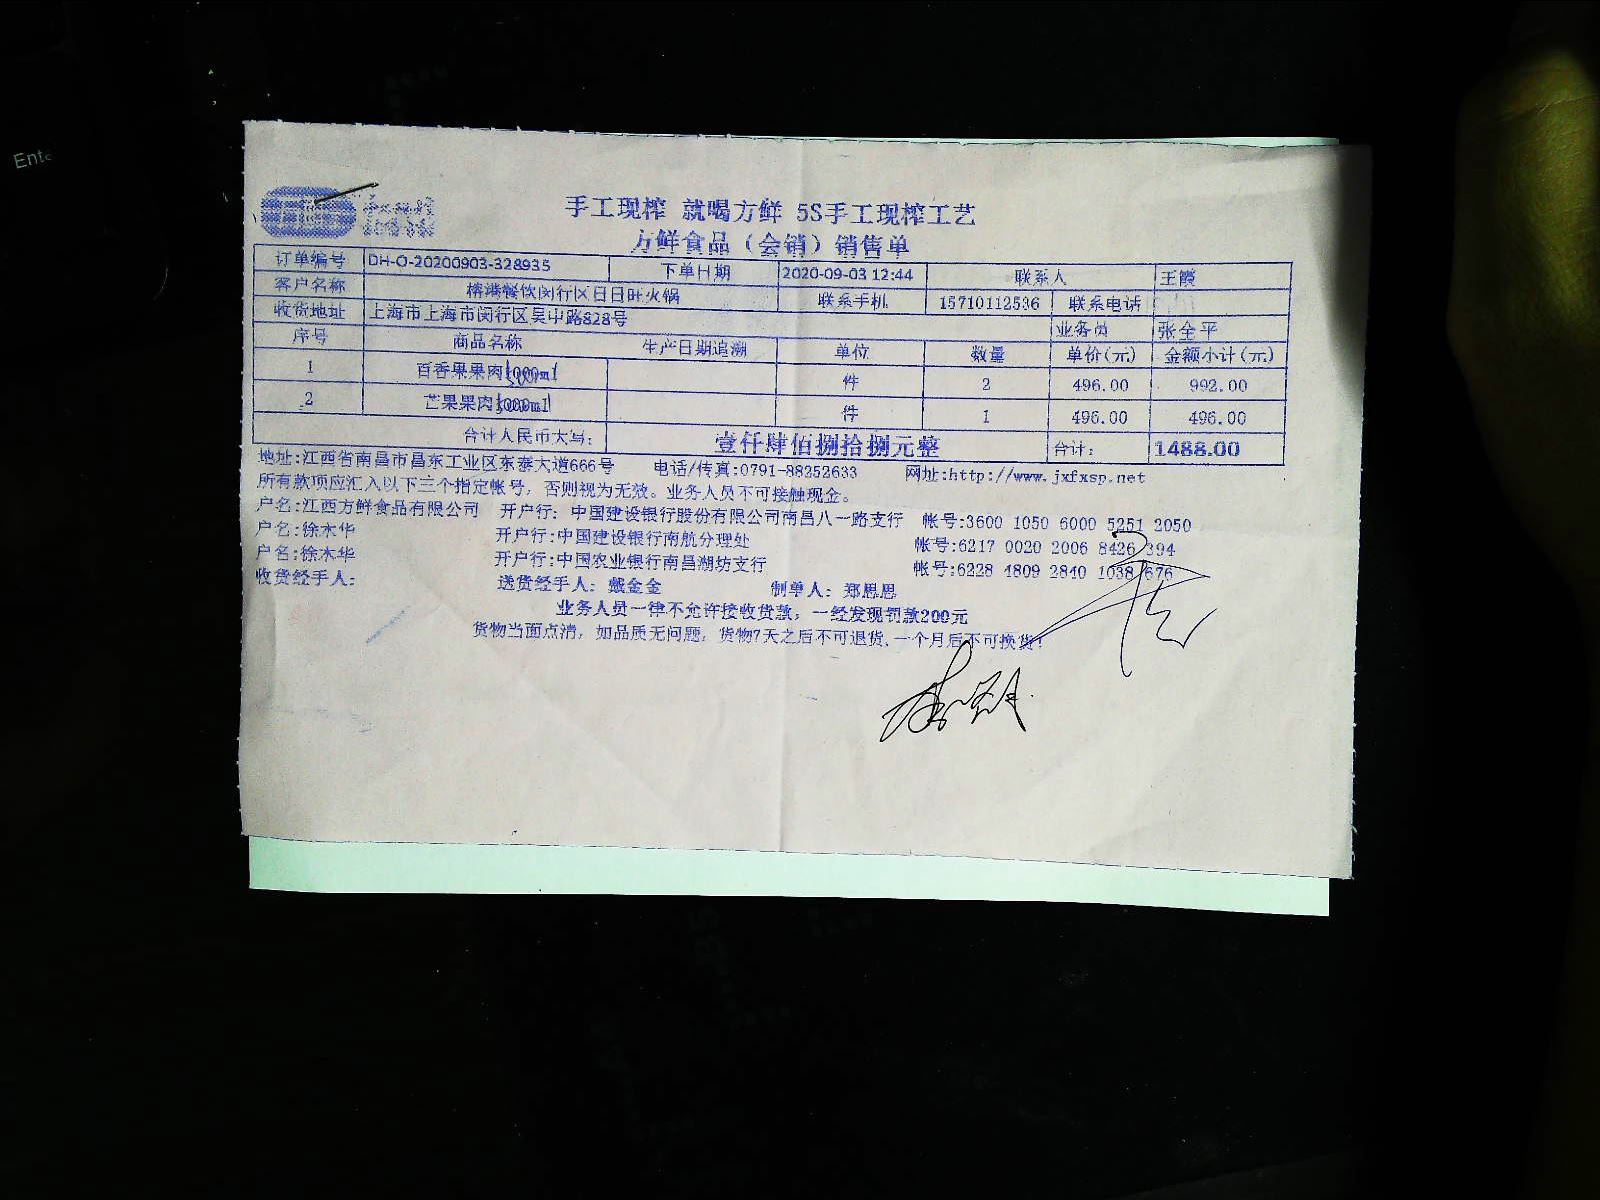 Ente
手工现榨 就喝方鲜 5S手工现榨工艺
方鲜食品（会销）销售单
订单编号 DH-O-20200903-328935 下单日期 2020-09-03 12:44 联系人 王霞
客户名称 榕港餐饮闵行区日日旺火锅 联系手机 15710112536 联系电话
收货地址 上海市上海市闵行区吴中路828号 业务员 张全平
序号 商品名称 生产日期追溯 单位 数量 单价(元) 金额小计(元)
1 百香果果肉 件 2 496.00 992.00
2 芒果果肉 件 1 496.00 496.00
合计人民币大写: 壹仟肆佰捌拾捌元整 合计: 1488.00
地址:江西省南昌市昌东工业区东泰大道666号 电话/传真:0791-88252633 网址:http://www.jxfxsp.net
所有款项应汇入以下三个指定帐号，否则视为无效。业务人员不可接触现金。
户名:江西方鲜食品有限公司 开户行: 中国建设银行股份有限公司南昌八一路支行 帐号:3600 1050 6000 5251 2050
户名:徐木华 开户行:中国建设银行南航分理处 帐号:6217 0020 2006 8426 394
户名:徐木华 开户行:中国农业银行南昌湖坊支行 帐号:6228 4809 2840 1038 676
收货经手人: 送货经手人: 戴金金 制单人: 郑思思
业务人员一律不允许接收货款，一经发现罚款200元
货物当面点清，如品质无问题，货物7天之后不可退货,一个月后不可换货!